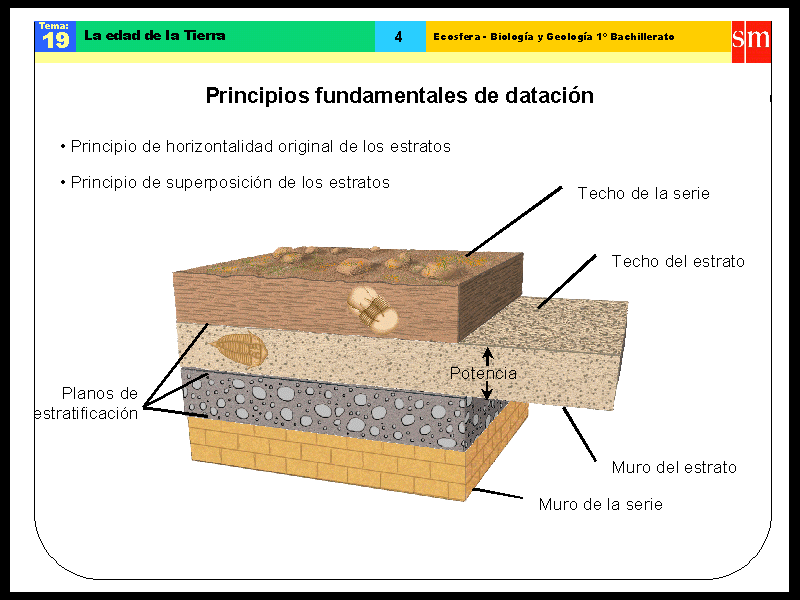 Tema:
19
La edad de la Tierra
4
Ecosfera - Biología y Geología 1º Bachillerato
sm
Principios fundamentales de datación
• Principio de horizontalidad original de los estratos
• Principio de superposición de los estratos
Techo de la serie
Techo del estrato
Potencia
Planos de
estratificación
Muro del estrato
Muro de la serie